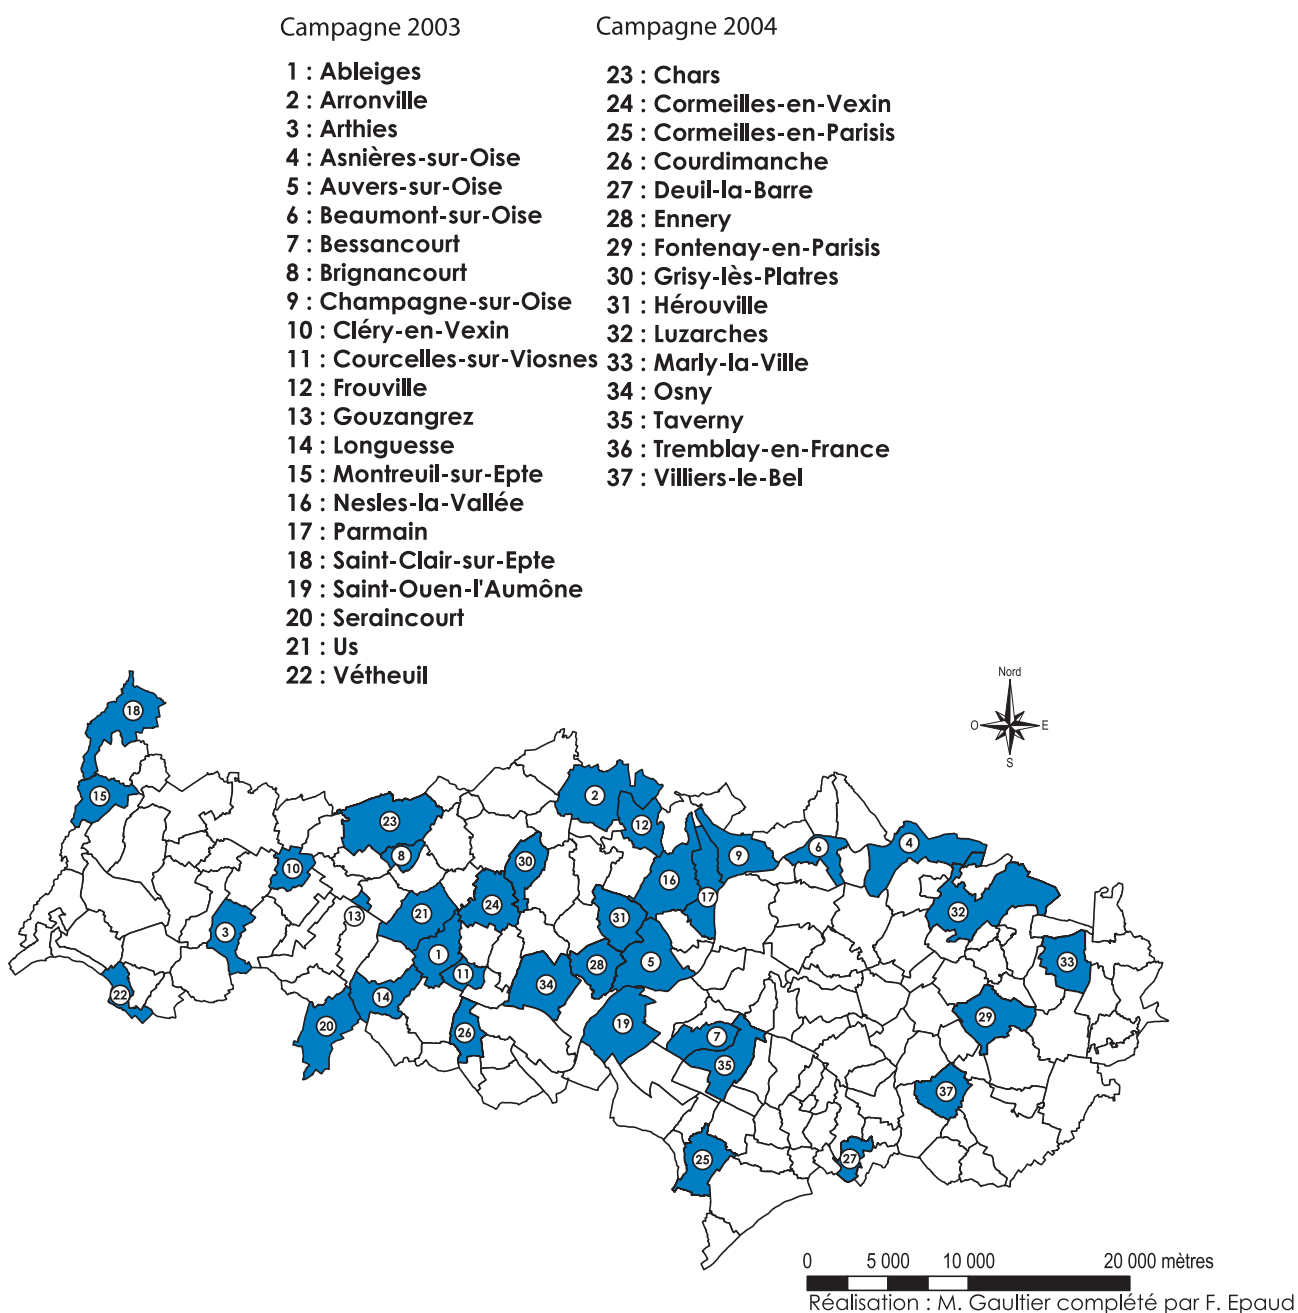 Campagne 2003
1 : Ableiges
2 : Arronville
3 : Arthies
4 : Asnières-sur-Oise
5 : Auvers-sur-Oise
6 : Beaumont-sur-Oise
7 : Bessancourt
8 : Brignancourt
9 : Champagne-sur-Oise
10 : Cléry-en-Vexin
11 : Courcelles-sur-Viosnes
12 : Frouville
13 : Gouzangrez
14 : Longuesse
15 : Montreuil-sur-Epte
16 : Nesles-la-Vallée
17 : Parmain
18 : Saint-Clair-sur-Epte
19 : Saint-Ouen-l'Aumône
20 : Seraincourt
21 : Us
22 : Vétheuil
Campagne 2004
23 : Chars
24 : Cormeilles-en-Vexin
25 : Cormeilles-en-Parisis
26 : Courdimanche
27 : Deuil-la-Barre
28 : Ennery
29 : Fontenay-en-Parisis
30 : Grisy-lès-Platres
31 : Hérouville
32 : Luzarches
33 : Marly-la-Ville
34 : Osny
35 : Taverny
36 : Tremblay-en-France
37 : Villiers-le-Bel
Nord
O
E
S
18
15
2
23
12
8
6
4
9
30
10
16
17
24
21
32
13
31
3
1
5
33
11
28
34
14
22
29
19
20
26
7
35
37
25
27
0 5 000 10 000 20 000 mètres
Réalisation : M. Gaultier complété par F. Epaud